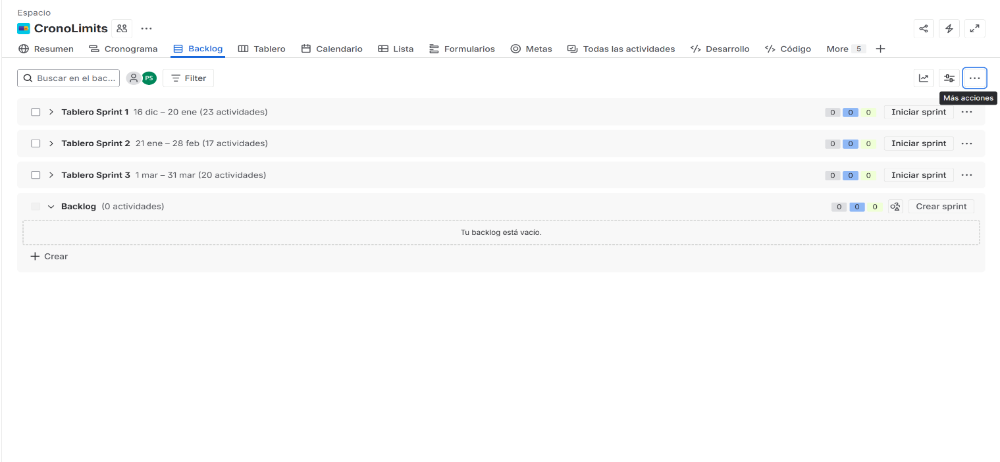 Espacio
CronoLimits
Resumen Cronograma Backlog Tablero Calendario Lista Formularios Metas Todas las actividades Desarrollo Código More 5
Buscar en el bac... PS Filter
Más acciones
Tablero Sprint 1 16 dic – 20 ene (23 actividades) 0 0 0 Iniciar sprint
Tablero Sprint 2 21 ene – 28 feb (17 actividades) 0 0 0 Iniciar sprint
Tablero Sprint 3 1 mar – 31 mar (20 actividades) 0 0 0 Iniciar sprint
Backlog (0 actividades) 0 0 0 Crear sprint
Tu backlog está vacío.
Crear